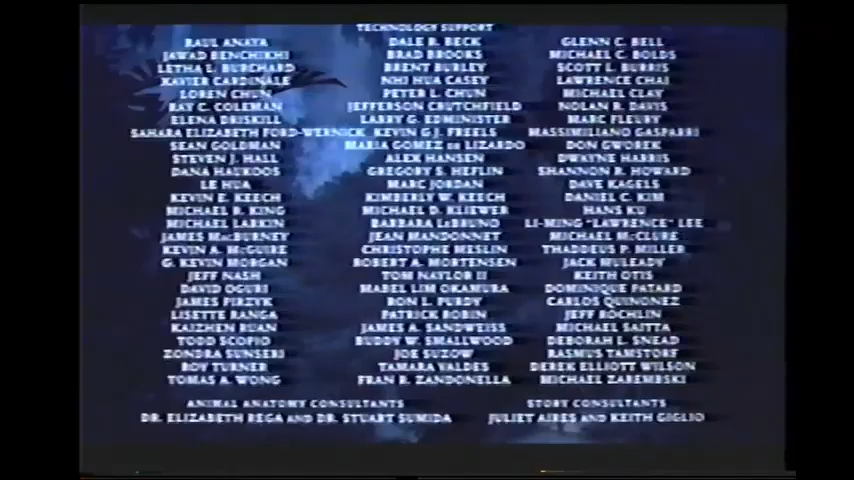 TECHNOLOGY SUPPORT
RAUL ANAYA DALE R. BECK GLENN C. BELL
JAWAD BENCHIKHI BRAD BROOKS MICHAEL C. BOLDS
LETHA L. BURCHARD BRENT BURLEY SCOTT L. BURRIS
XAVIER CARDINALE NHI HUA CASEY LAWRENCE CHAI
LOREN CHUN PETER L. CHUN MICHAEL CLAY
RAY C. COLEMAN JEFFERSON CRUTCHFIELD NOLAN R. DAVIS
ELENA DRISKILL LARRY G. EDMINISTER MARC FLEURY
SAHARA ELIZABETH FORD-WERNICK KEVIN G.J. FREELS MASSIMILIANO GASPARRI
SEAN GOLDMAN MARIA GOMEZ DE LIZARDO DON GWOREK
STEVEN J. HALL ALEX HANSEN DWAYNE HARRIS
DANA HAUKOOS GREGORY S. HEFLIN SHANNON R. HOWARD
LE HUA MARC JORDAN DAVE KAGELS
KEVIN E. KEECH KIMBERLY W. KEECH DANIEL C. KIM
MICHAEL R. KING MICHAEL D. KLIEWER HANS KU
MICHAEL LARKIN BARBARA LEBRUNO LI-MING "LAWRENCE" LEE
JAMES MACBURNEY JEAN MANDONNET MICHAEL MCCLURE
KEVIN A. MCGUIRE CHRISTOPHE MESLIN THADDEUS P. MILLER
G. KEVIN MORGAN ROBERT A. MORTENSEN JACK MULEADY
JEFF NASH TOM NAYLOR II KEITH OTIS
DAVID OGURI MABEL LIM OKAMURA DOMINIQUE PATARD
JAMES PIRZYK RON L. PURDY CARLOS QUINONEZ
LISETTE RANGA PATRICK ROBIN JEFF ROCHLIN
KAIZHEN RUAN JAMES A. SANDWEISS MICHAEL SAITTA
TODD SCOPIO BUDDY W. SMALLWOOD DEBORAH L. SNEAD
ZONDRA SUNSERI JOE SUZOW RASMUS TAMSTORF
ROY TURNER TAMARA VALDES DEREK ELLIOTT WILSON
TOMAS A. WONG FRAN R. ZANDONELLA MICHAEL ZAREMBSKI
ANIMAL ANATOMY CONSULTANTS STORY CONSULTANTS
DR. ELIZABETH REGA AND DR. STUART SUMIDA JULIET AIRES AND KEITH GIGLIO